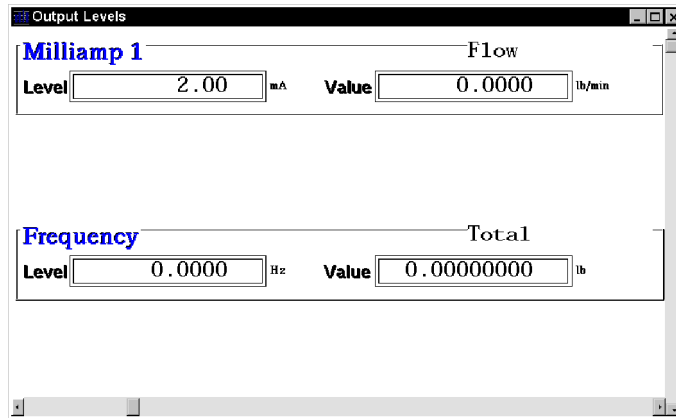 Output Levels
Milliamp 1 Flow
Level 2.00 mA Value 0.0000 lb/min
Frequency Total
Level 0.0000 Hz Value 0.00000000 lb